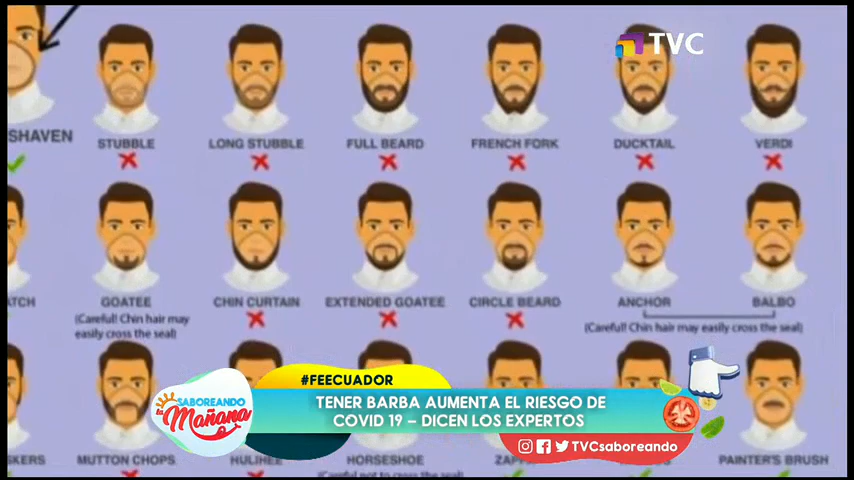 TVC
SHAVEN
STUBBLE
LONG STUBBLE
FULL BEARD
FRENCH FORK
DUCKTAIL
VERDI
GOATEE
(Careful! Chin hair may
easily cross the seal)
CHIN CURTAIN
EXTENDED GOATEE
CIRCLE BEARD
ANCHOR
BALBO
(Careful! Chin hair may easily cross the seal)
MUTTON CHOPS
HULIHEE
HORSESHOE
PAINTER'S BRUSH
#FEECUADOR
SABOREANDO
Mañana
TENER BARBA AUMENTA EL RIESGO DE
COVID 19 – DICEN LOS EXPERTOS
TVCsaboreando